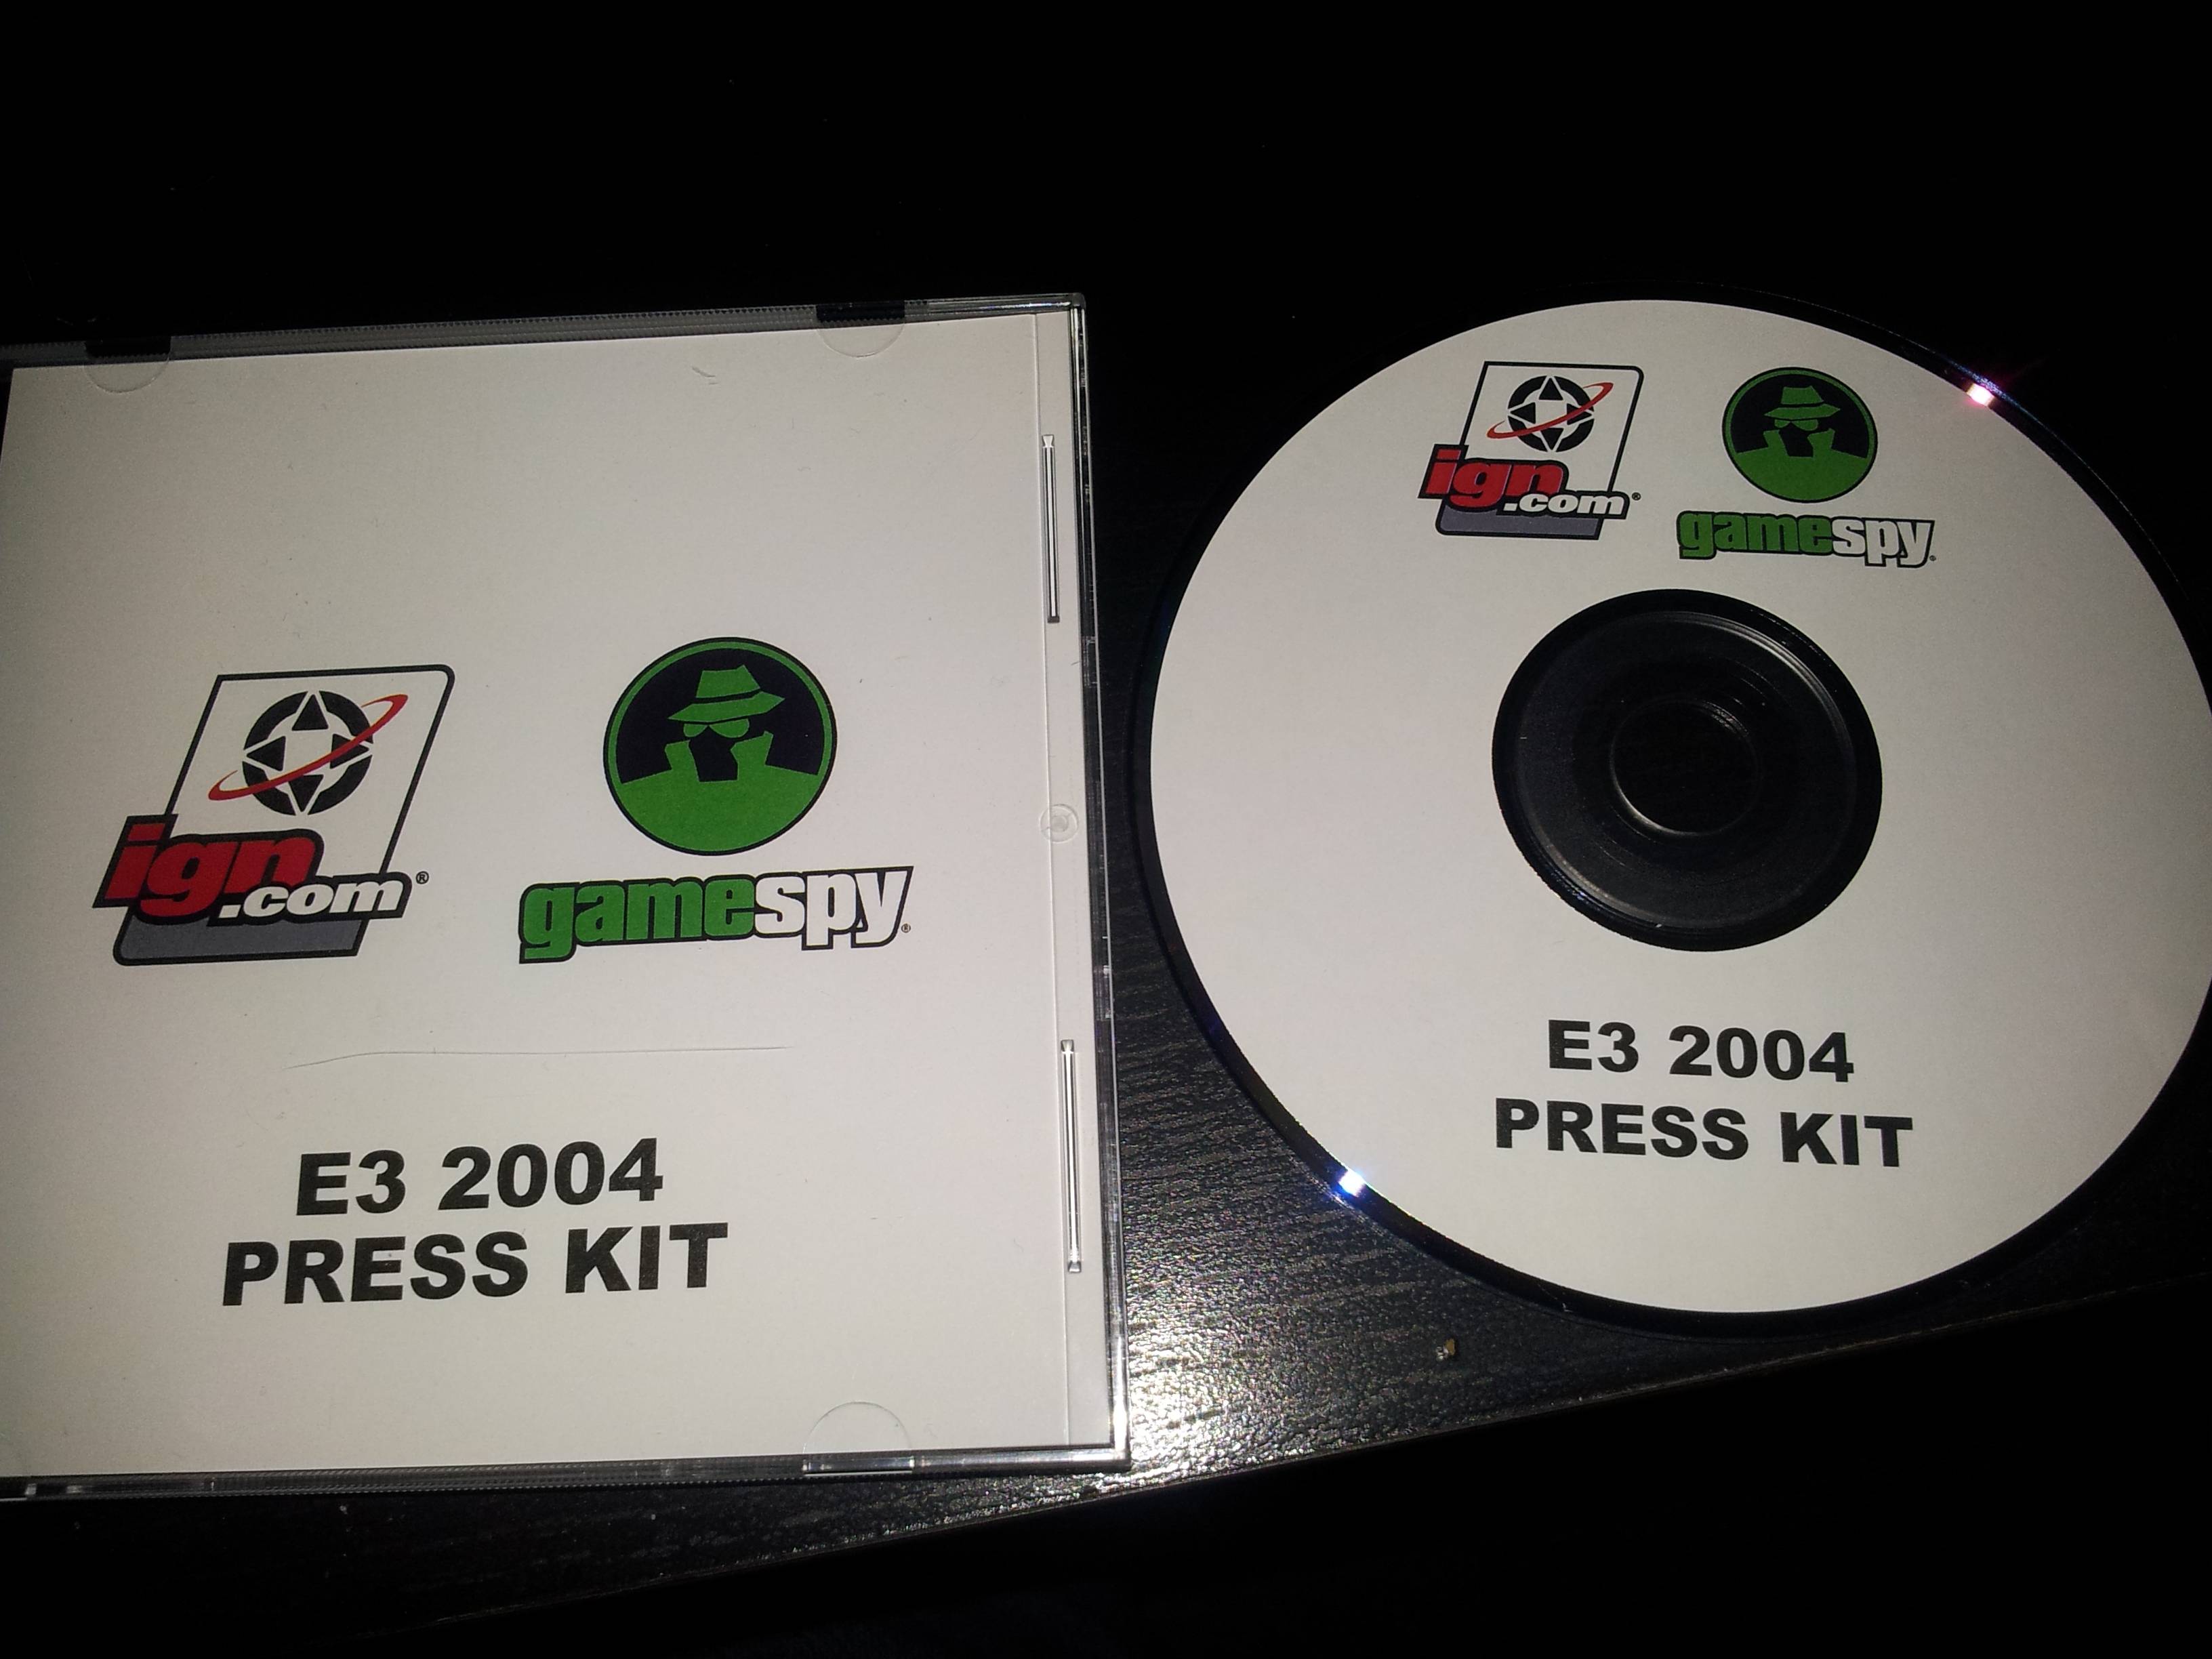 ign
.com®
gamespy®
E3 2004
PRESS KIT
ign
.com®
gamespy®
E3 2004
PRESS KIT